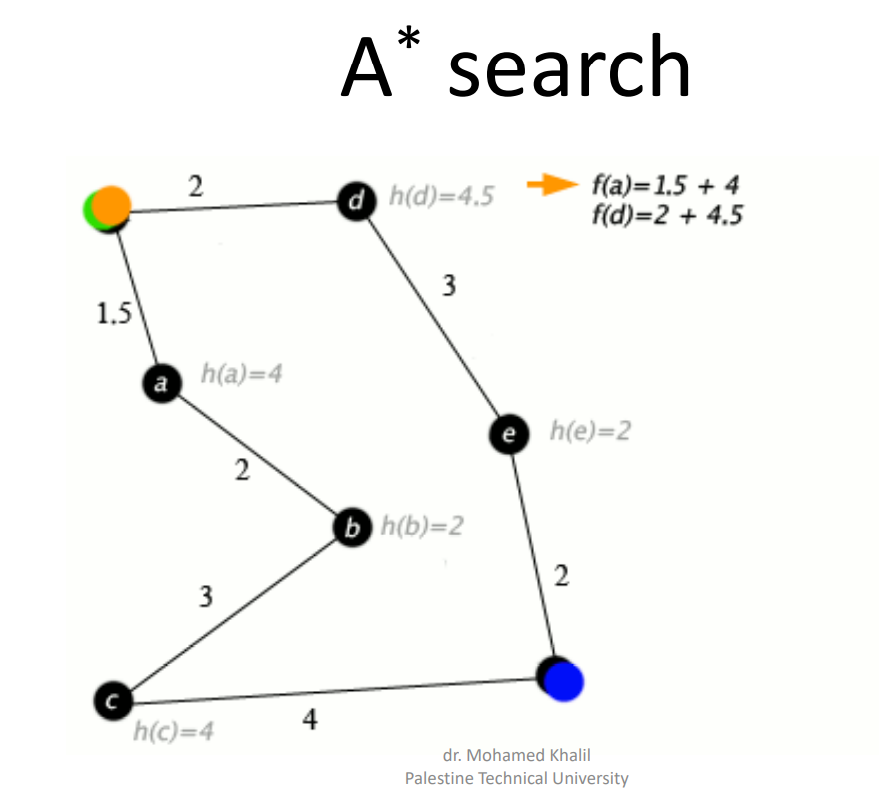 A* search
2
d h(d)=4.5
f(a)=1.5 + 4
f(d)=2 + 4.5
3
1.5
a h(a)=4
e h(e)=2
2
b h(b)=2
2
3
c
h(c)=4
4
dr. Mohamed Khalil
Palestine Technical University